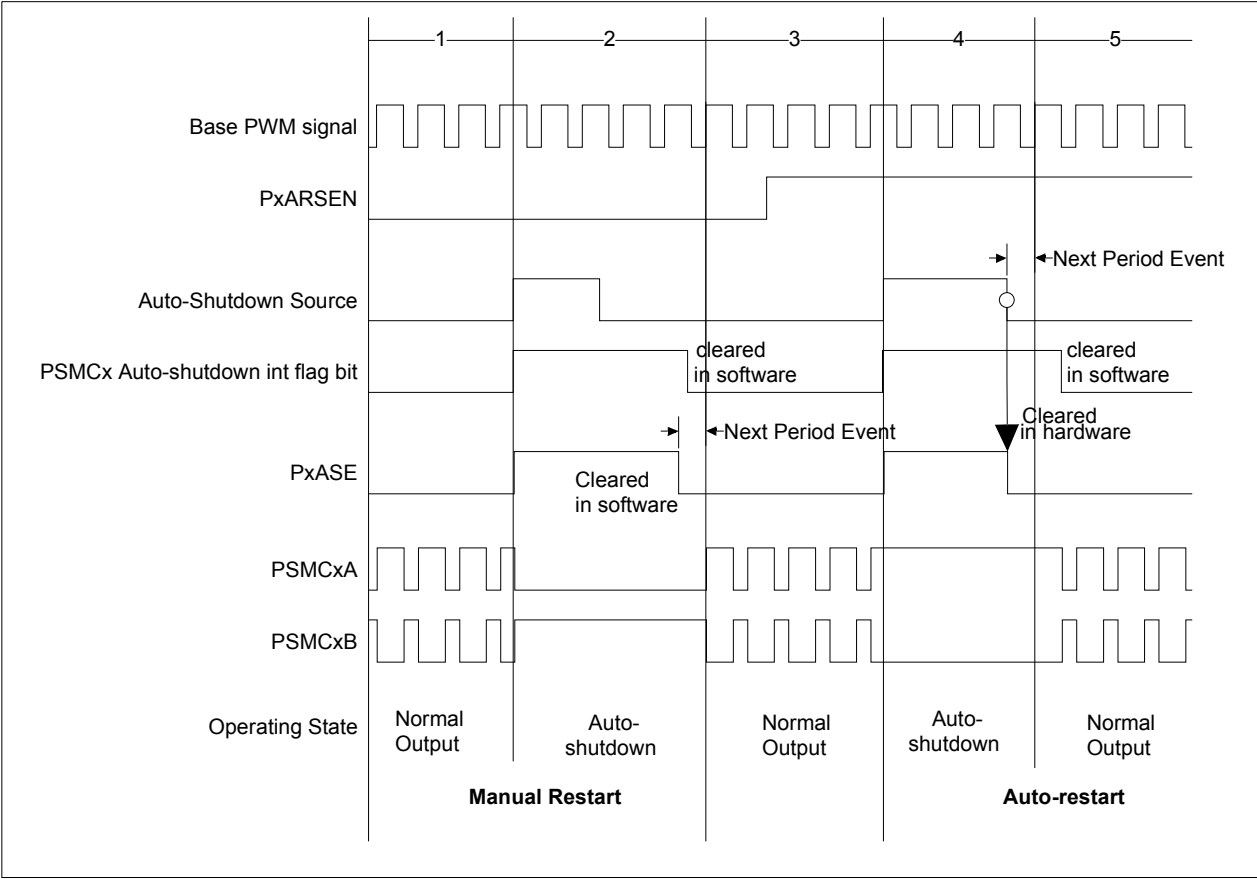 1
2
3
4
5
Base PWM signal
PxARSEN
Next Period Event
Auto-Shutdown Source
cleared
in software
cleared
in software
PSMCx Auto-shutdown int flag bit
Cleared
in hardware
Next Period Event
PxASE
Cleared
in software
PSMCxA
PSMCxB
Operating State
Normal
Output
Auto-
shutdown
Normal
Output
Auto-
shutdown
Normal
Output
Manual Restart
Auto-restart